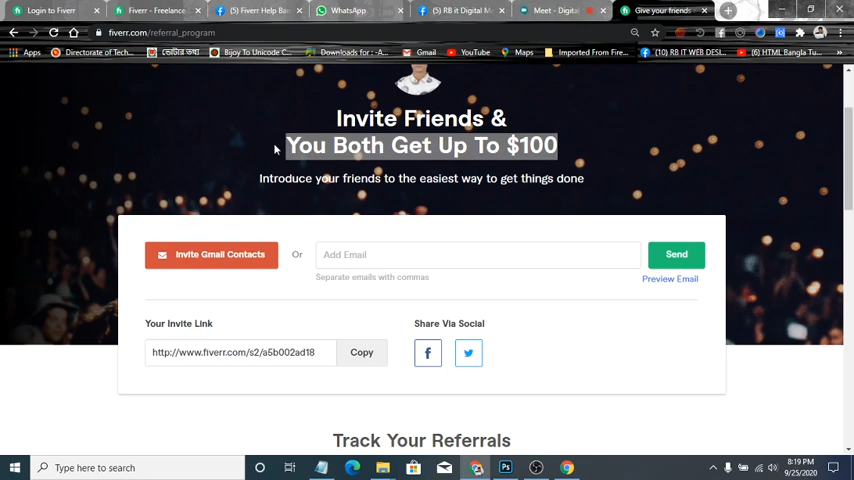 Login to Fiverr
Fiverr - Freelance
(5) Fiverr Help Ban
WhatsApp
(5) RB it Digital M
Meet - Digital
Give your friends
fiverr.com/referral_program
Apps
Directorate of Tech...
ভোটার তথ্য
Bijoy To Unicode C...
Downloads for : -A...
Gmail
YouTube
Maps
Imported From Fire...
(10) RB IT WEB DESI...
(6) HTML Bangla Tu...
Invite Friends &
You Both Get Up To $100
Introduce your friends to the easiest way to get things done
Invite Gmail Contacts
Or
Add Email
Send
Separate emails with commas
Preview Email
Your Invite Link
Share Via Social
http://www.fiverr.com/s2/a5b002ad18
Copy
Track Your Referrals
Type here to search
8:19 PM
9/25/2020